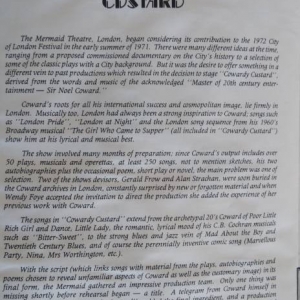 CUSTARD
The Mermaid Theatre, London, began considering its contribution to the 1972 City
of London Festival in the early summer of 1971. There were many different ideas at the time,
ranging from a proposed commissioned documentary on the City's history to a selection
of some of the classic plays with a City background. But it was the desire to offer something in a
different vein to past productions which resulted in the decision to stage "Cowardy Custard",
derived from the words and music of the acknowledged "Master of 20th century enter-
tainment — Sir Noel Coward."
Coward's roots for all his international success and cosmopolitan image, lie firmly in
London. Musically too, London had always been a strong inspiration to Coward; songs such
as "London Pride", "London at Night" and the London song sequence from his 1960's
Broadway musical "The Girl Who Came to Supper" (all included in "Cowardy Custard") show
him at his lyrical and musical best.
The show involved many months of preparation; since Coward's output includes over
50 plays, musicals and operettas, at least 250 songs, not to mention sketches, his two
autobiographies plus the occasional poem, short play or novel, the main problem was one of
selection. Two of the shows devisers, Gerald Frow and Alan Strachan, were soon buried in
the Coward archives in London, constantly surprised by new or forgotten material and when
Wendy Toye accepted the invitation to direct the production she added the experience of her
previous work with Coward.
The songs in "Cowardy Custard" extend from the archetypal 20's Coward of Poor Little
Rich Girl and Dance, Little Lady, the romantic, lyrical mood of his C.B. Cochran musicals
such as "Bitter-Sweet", to the strong blues and jazz vein of Mad About the Boy and
Twentieth Century Blues, and of course the perennially inventive comic song (Marvellous
Party, Nina, Mrs Worthington, etc.).
With the script (which links songs with material from the plays, autobiographies and
poems chosen to reveal unfamiliar aspects of Coward as well as the customary image) in its
final form, the Mermaid gathered an impressive production team. Only one thing was
missing shortly before rehearsal began — a title. A telegram from Coward himself in